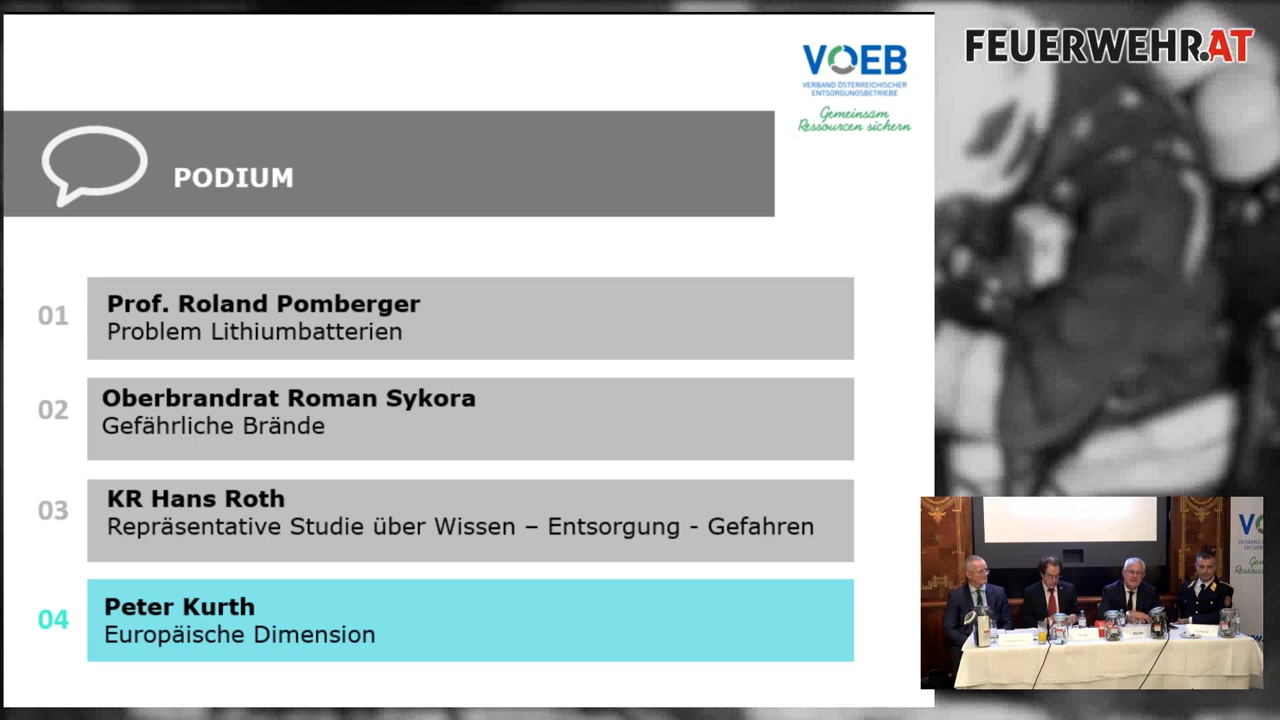 FEUERWEHR.AT
VOEB
VERBAND ÖSTERREICHISCHER
ENTSORGUNGSBETRIEBE
Gemeinsam
Ressourcen sichern
PODIUM
01
Prof. Roland Pomberger
Problem Lithiumbatterien
02
Oberbrandrat Roman Sykora
Gefährliche Brände
03
KR Hans Roth
Repräsentative Studie über Wissen – Entsorgung - Gefahren
04
Peter Kurth
Europäische Dimension